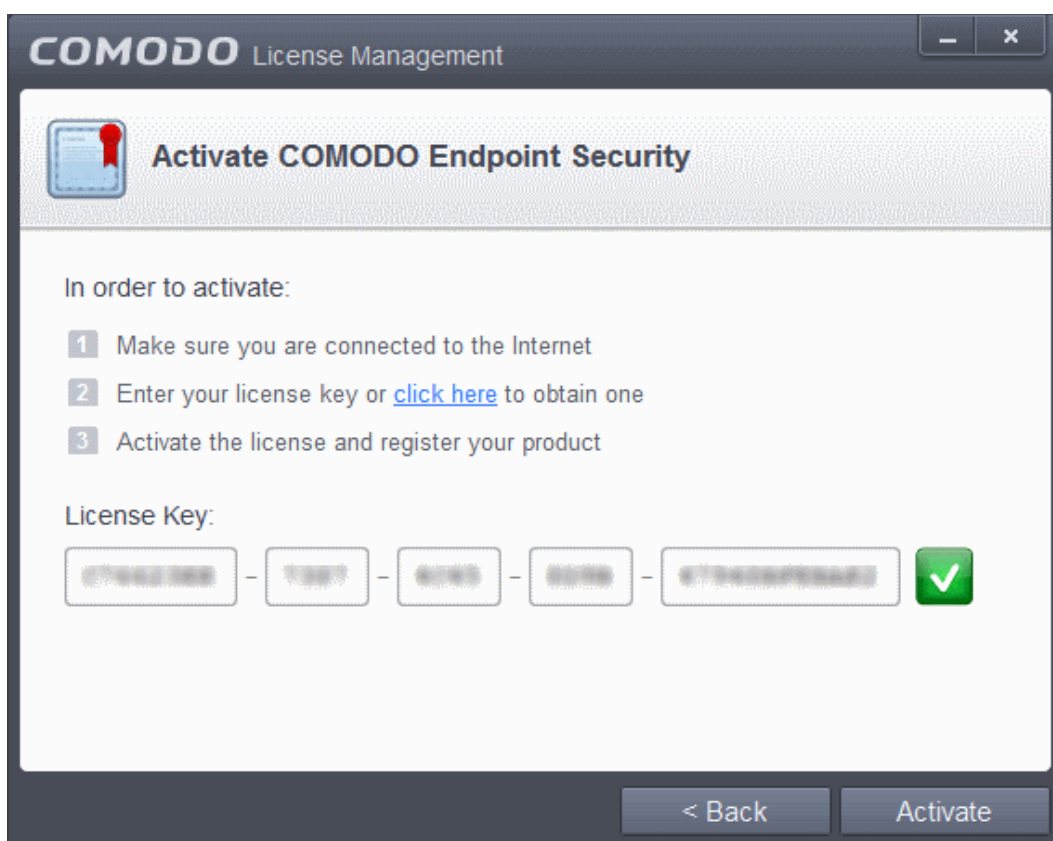 COMODO License Management
Activate COMODO Endpoint Security
In order to activate:
1 Make sure you are connected to the Internet
2 Enter your license key or click here to obtain one
3 Activate the license and register your product
License Key:
- - - -
< Back Activate